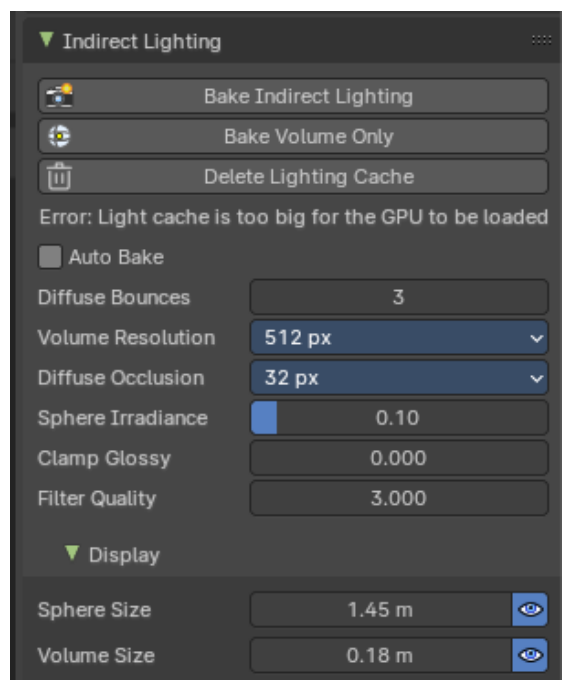 Indirect Lighting
Bake Indirect Lighting
Bake Volume Only
Delete Lighting Cache
Error: Light cache is too big for the GPU to be loaded
Auto Bake
Diffuse Bounces 3
Volume Resolution 512 px
Diffuse Occlusion 32 px
Sphere Irradiance 0.10
Clamp Glossy 0.000
Filter Quality 3.000
Display
Sphere Size 1.45 m
Volume Size 0.18 m